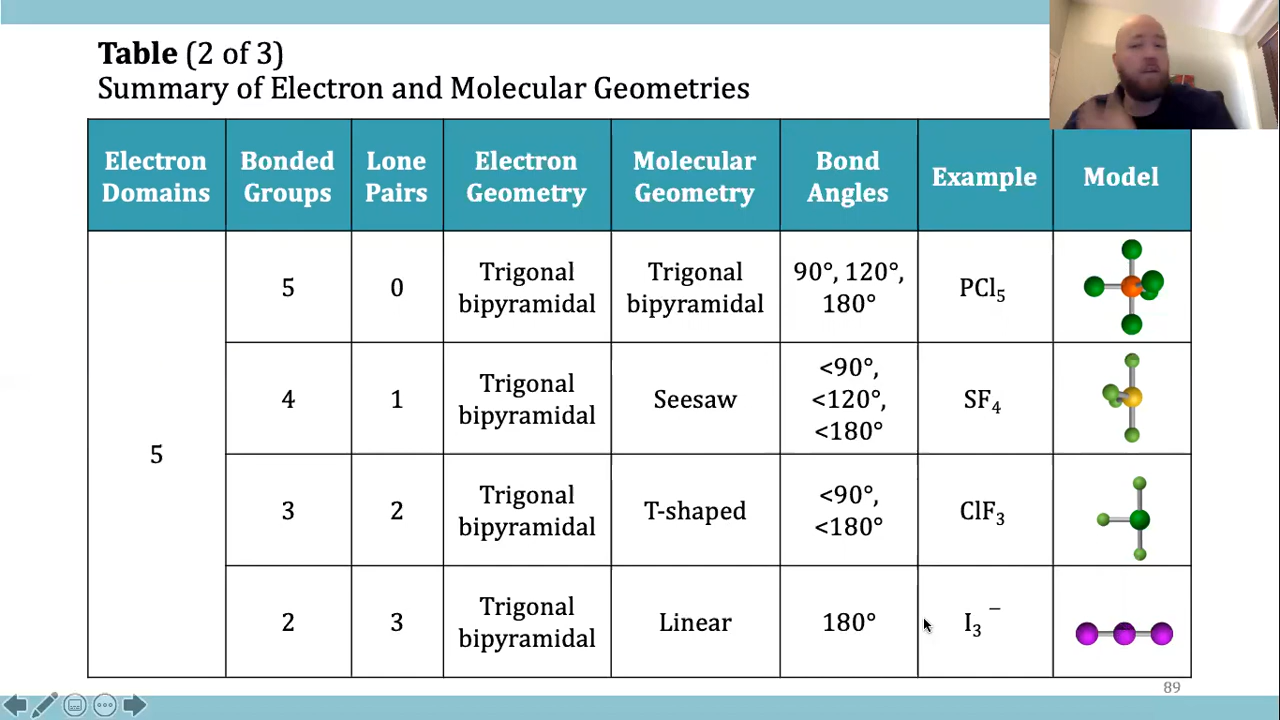 Table (2 of 3)
Summary of Electron and Molecular Geometries
Electron Domains
Bonded Groups
Lone Pairs
Electron Geometry
Molecular Geometry
Bond Angles
Example
Model
5
5
0
Trigonal bipyramidal
Trigonal bipyramidal
90°, 120°,
180°
PCl₅
4
1
Trigonal bipyramidal
Seesaw
<90°,
<120°,
<180°
SF₄
3
2
Trigonal bipyramidal
T-shaped
<90°,
<180°
ClF₃
2
3
Trigonal bipyramidal
Linear
180°
I₃⁻
89